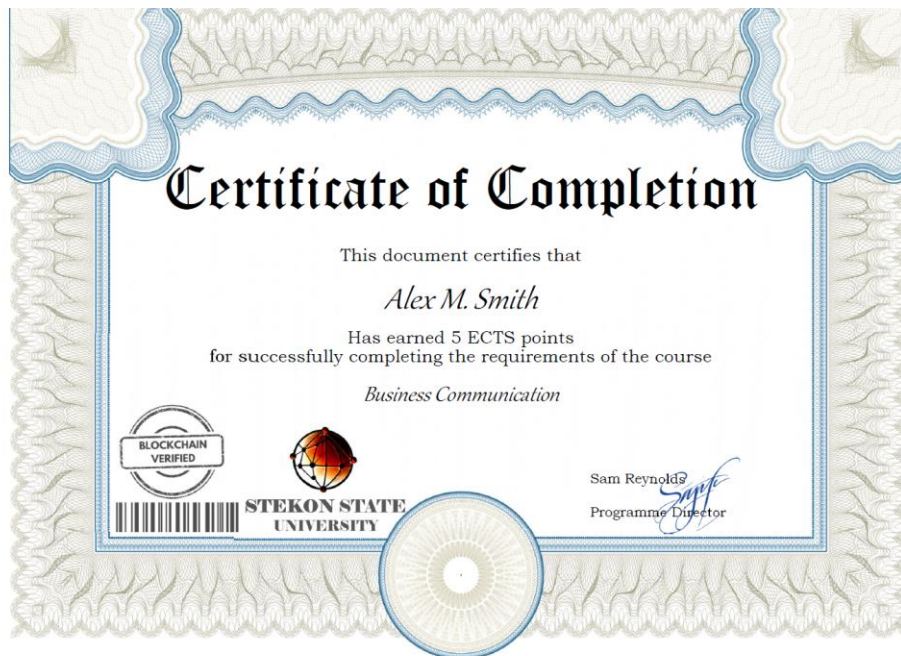 Certificate of Completion
This document certifies that
Alex M. Smith
Has earned 5 ECTS points
for successfully completing the requirements of the course
Business Communication
BLOCKCHAIN
VERIFIED
STEKON STATE
UNIVERSITY
Sam Reynolds
Programme Director